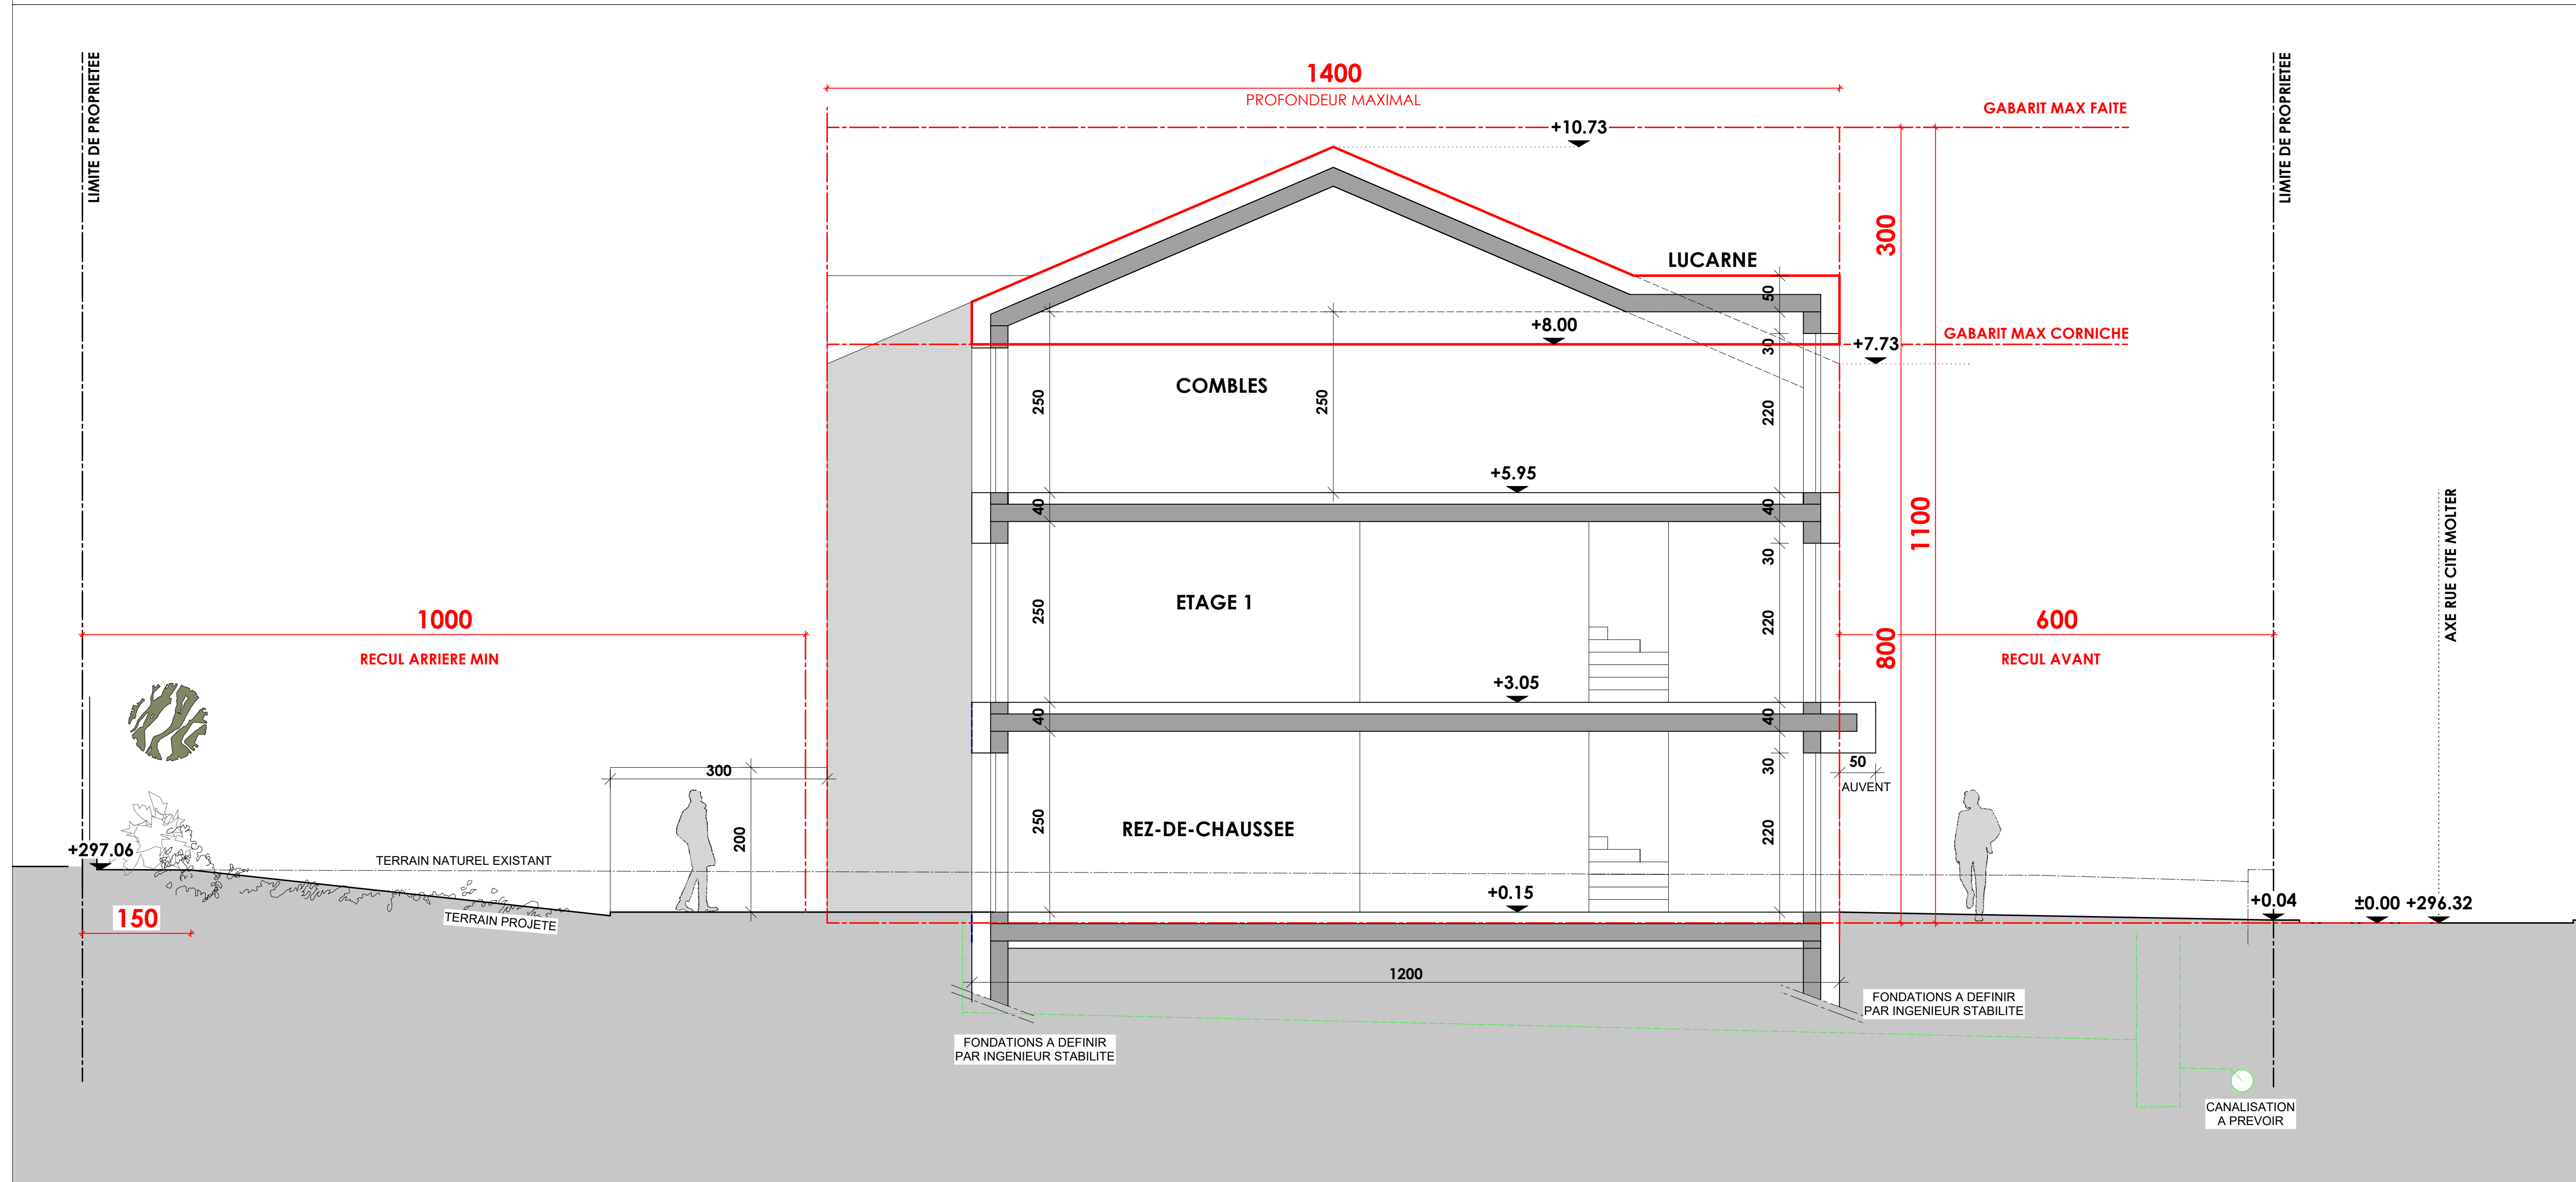 LIMITE DE PROPRIETEE
LIMITE DE PROPRIETEE
1400
PROFONDEUR MAXIMAL
GABARIT MAX FAITE
+10.73
300
LUCARNE
50
+8.00
GABARIT MAX CORNICHE
30
+7.73
COMBLES
250
250
220
+5.95
40
40
1100
AXE RUE CITE MOLTER
30
ETAGE 1
250
220
1000
RECUL ARRIERE MIN
800
600
RECUL AVANT
+3.05
40
40
300
30
50
AUVENT
200
250
REZ-DE-CHAUSSEE
220
+297.06
TERRAIN NATUREL EXISTANT
+0.15
+0.04
±0.00 +296.32
150
TERRAIN PROJETE
1200
FONDATIONS A DEFINIR
PAR INGENIEUR STABILITE
FONDATIONS A DEFINIR
PAR INGENIEUR STABILITE
CANALISATION
A PREVOIR